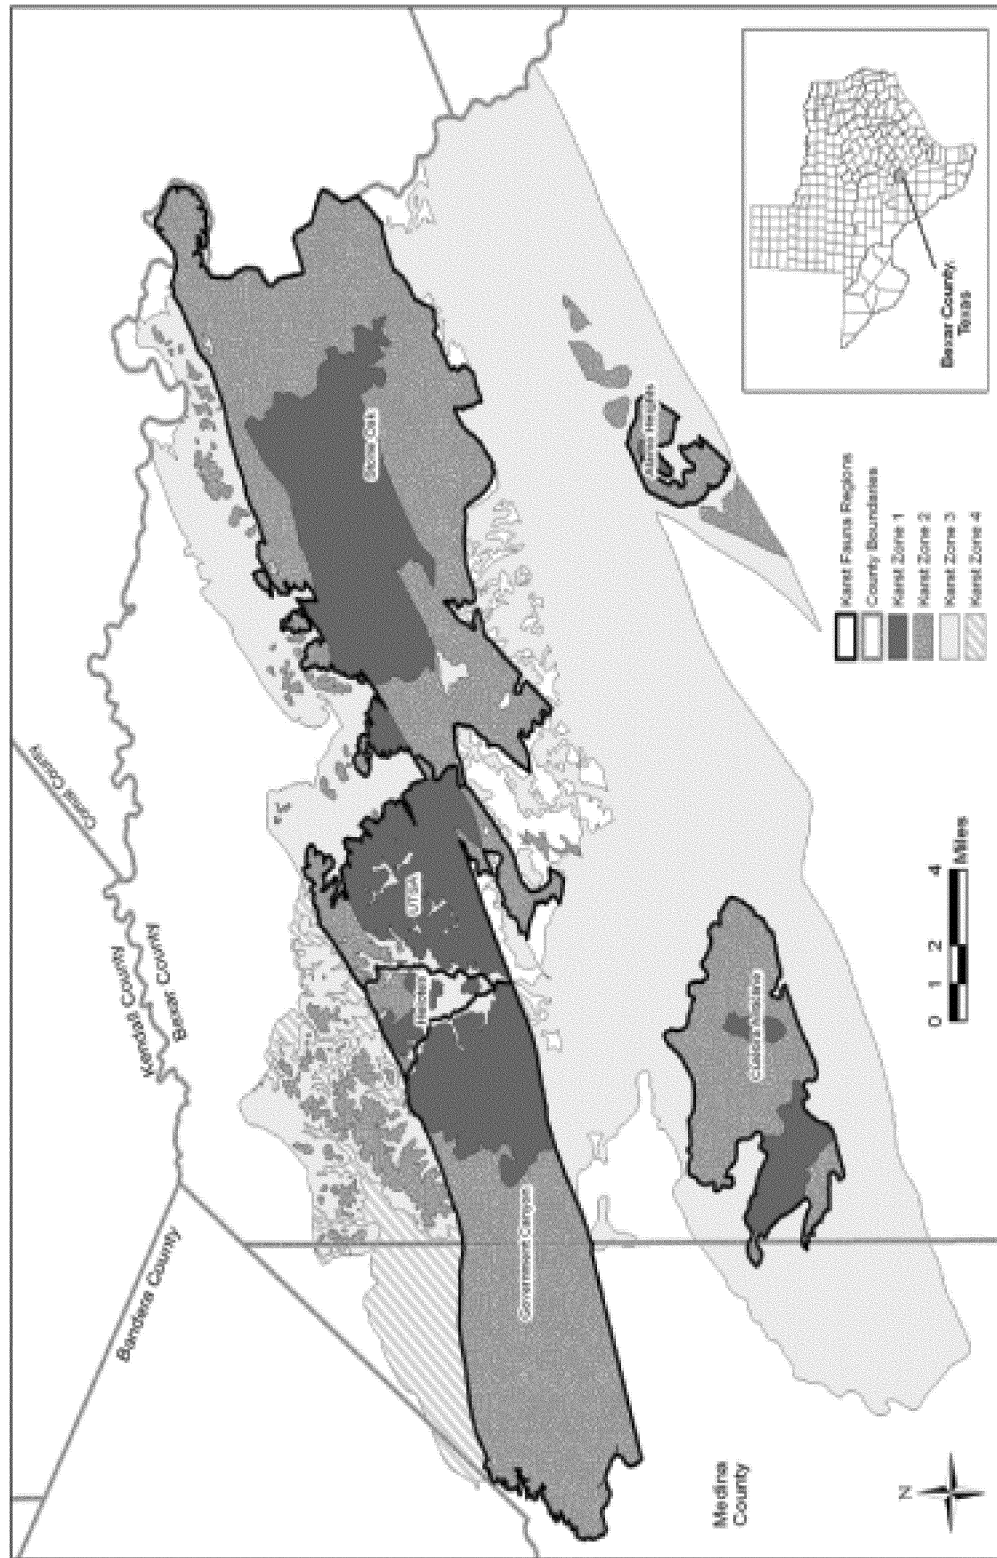 Comal County
Kendall County
Bexar County
Bandera County
Stone Oak
UTSA
Helotes
Government Canyon
Alamo Heights
Culebra Anticline
Medina
County
N
0 1 2 4
Miles
Karst Fauna Regions
County Boundaries
Karst Zone 1
Karst Zone 2
Karst Zone 3
Karst Zone 4
Bexar County,
Texas